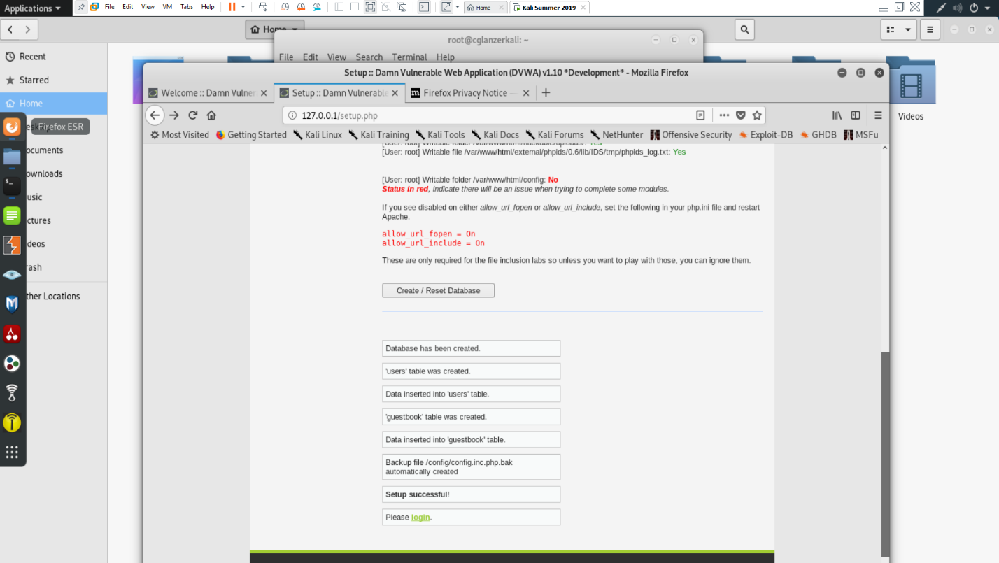 Applications
File Edit View VM Tabs Help
Home
Kali Summer 2019
Home
root@cglanzerkali: ~
File Edit View Search Terminal Help
Recent
Starred
Home
Firefox ESR
ocuments
ownloads
usic
ctures
deos
rash
ther Locations
Videos
Setup :: Damn Vulnerable Web Application (DVWA) v1.10 *Development* - Mozilla Firefox
Welcome :: Damn Vulner
Setup :: Damn Vulnerable
Firefox Privacy Notice —
127.0.0.1/setup.php
Most Visited Getting Started Kali Linux Kali Training Kali Tools Kali Docs Kali Forums NetHunter Offensive Security Exploit-DB GHDB MSFu
[User: root] Writable folder /var/www/html/hackable/uploads/: Yes
[User: root] Writable file /var/www/html/external/phpids/0.6/lib/IDS/tmp/phpids_log.txt: Yes
[User: root] Writable folder /var/www/html/config: No
Status in red, indicate there will be an issue when trying to complete some modules.
If you see disabled on either allow_url_fopen or allow_url_include, set the following in your php.ini file and restart
Apache.
allow_url_fopen = On
allow_url_include = On
These are only required for the file inclusion labs so unless you want to play with those, you can ignore them.
Create / Reset Database
Database has been created.
'users' table was created.
Data inserted into 'users' table.
'guestbook' table was created.
Data inserted into 'guestbook' table.
Backup file /config/config.inc.php.bak
automatically created
Setup successful!
Please login.